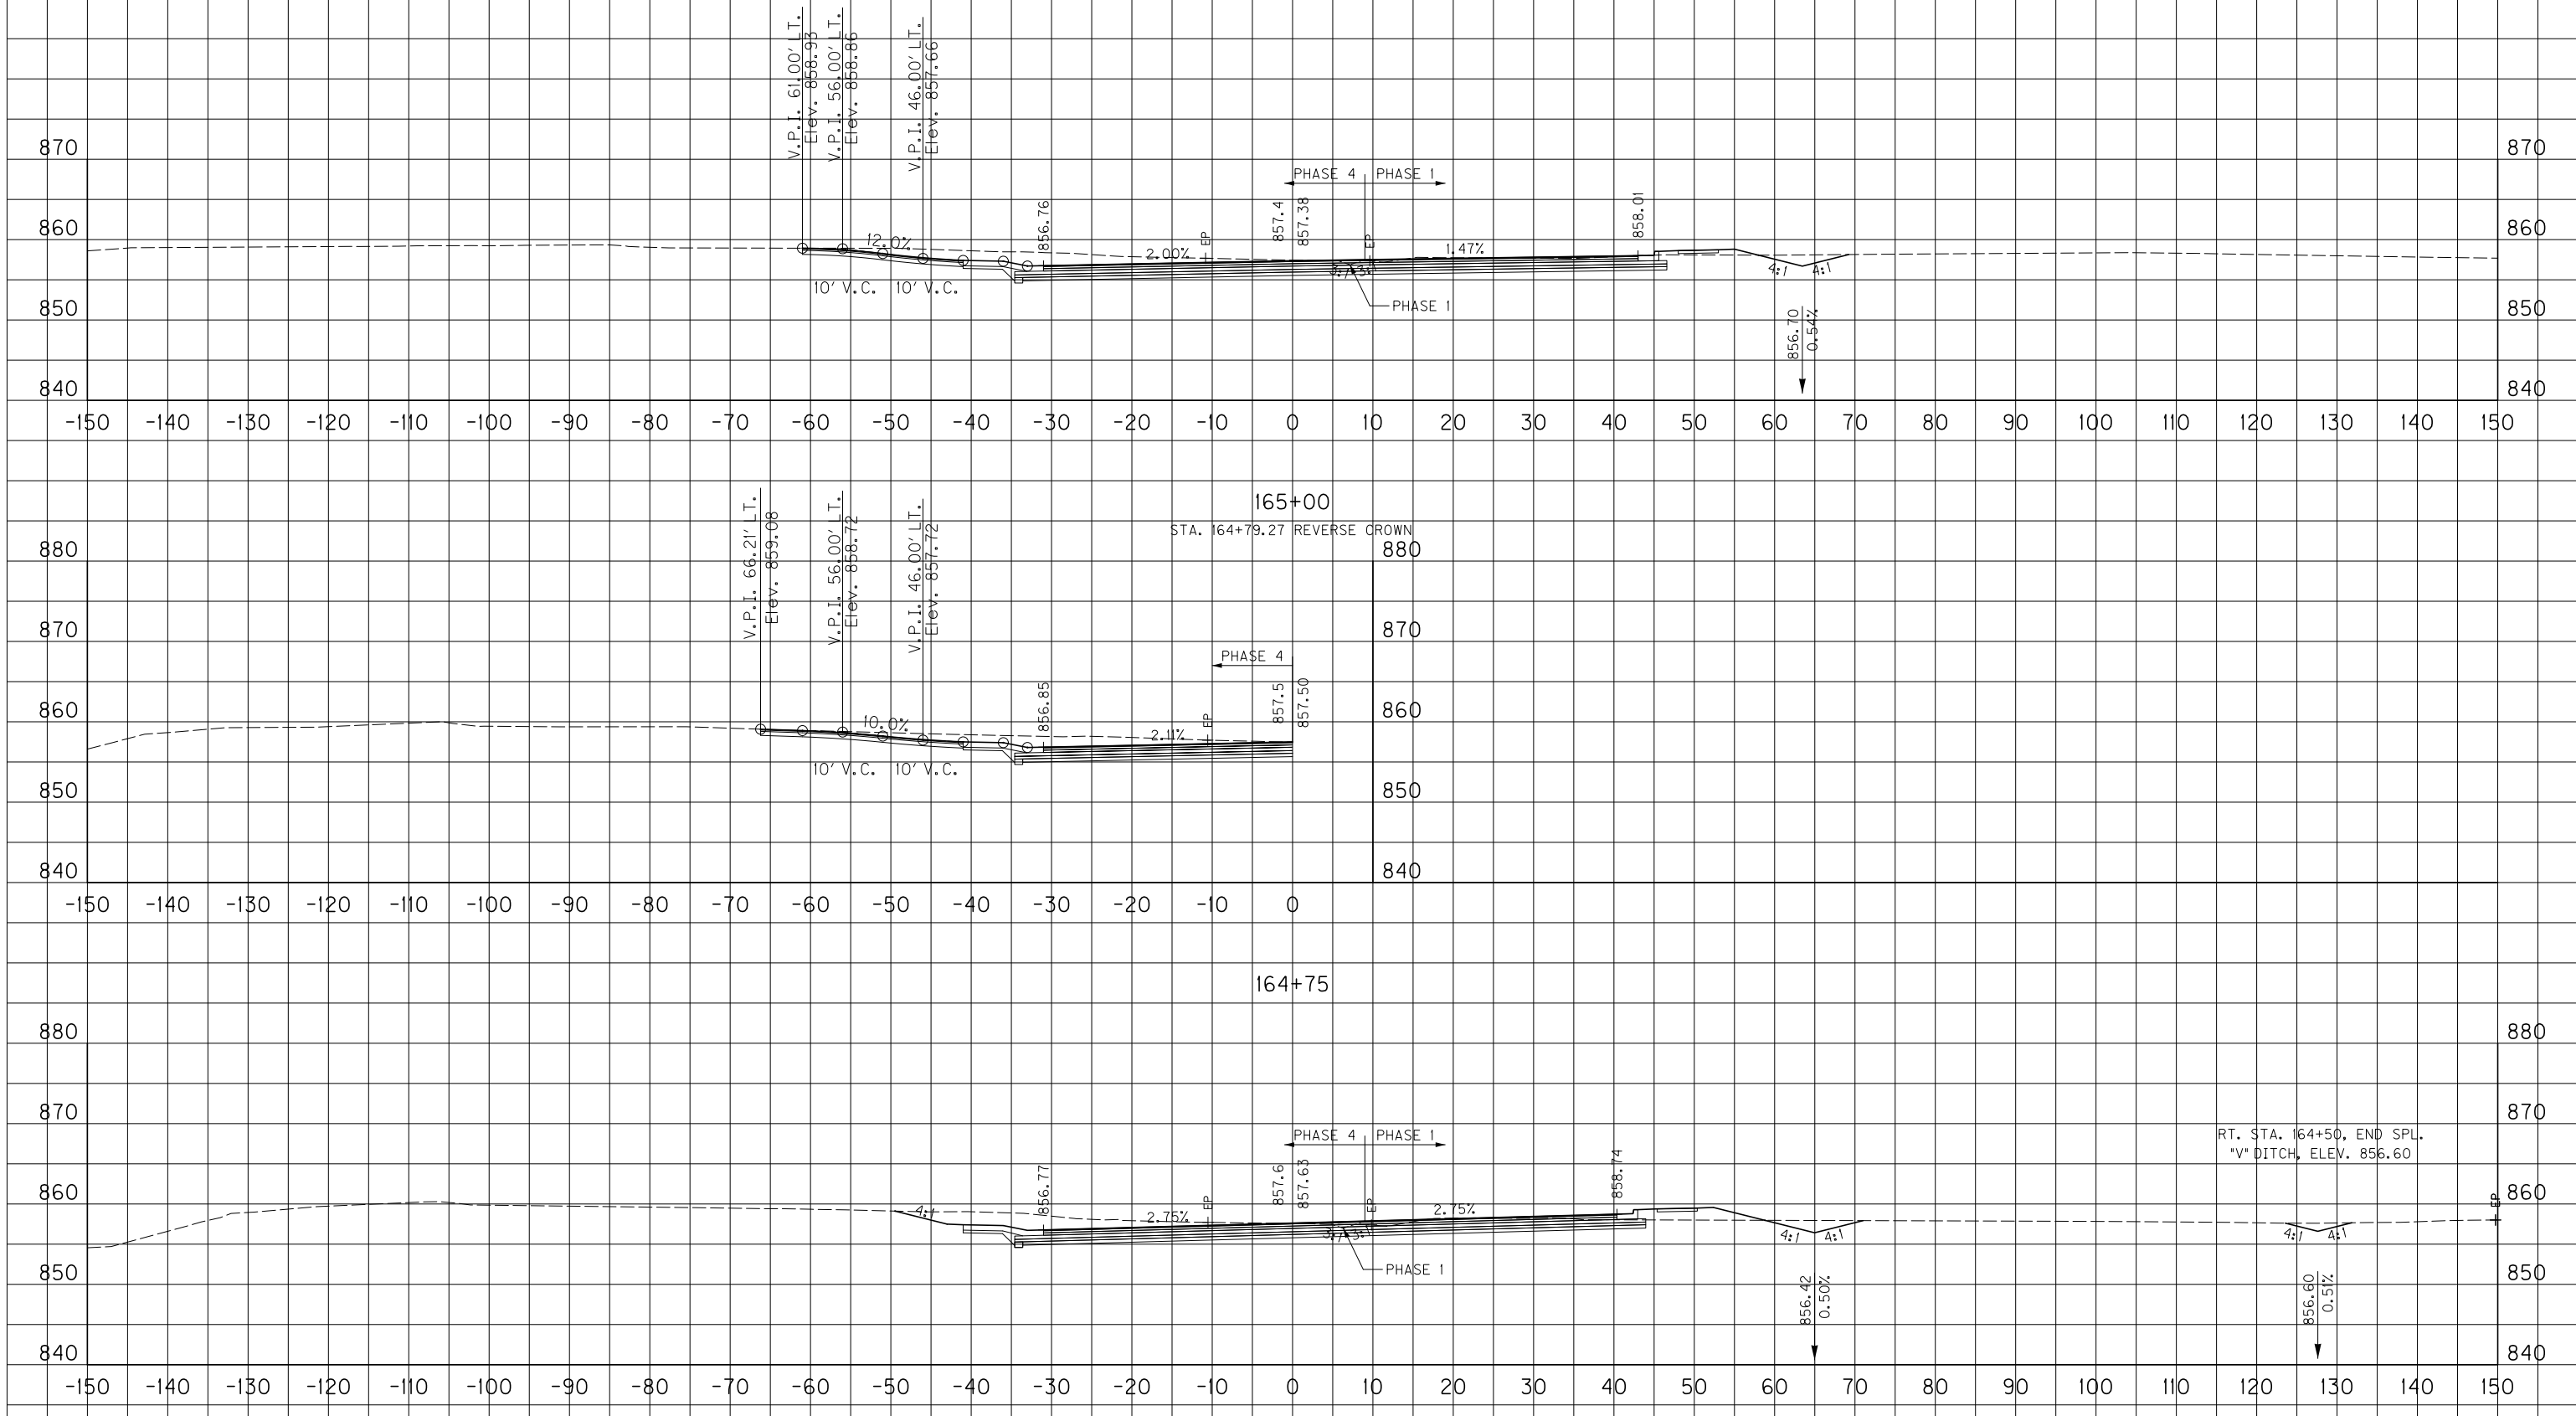 V.P.I. 61.00' LT.
Elev. 858.93
V.P.I. 56.00' LT.
Elev. 858.86
V.P.I. 46.00' LT.
Elev. 857.66
870 870
PHASE 4 PHASE 1
856.76 857.4 857.38 858.01
860 860
12.0% 2.00% EP EP 1.47%
3:1 3:1 4:1 4:1
10' V.C. 10' V.C.
PHASE 1
850 850
856.70
0.54%
840 840
-150 -140 -130 -120 -110 -100 -90 -80 -70 -60 -50 -40 -30 -20 -10 0 10 20 30 40 50 60 70 80 90 100 110 120 130 140 150
165+00
STA. 164+79.27 REVERSE CROWN
V.P.I. 66.21' LT.
Elev. 859.08
V.P.I. 56.00' LT.
Elev. 858.72
V.P.I. 46.00' LT.
Elev. 857.72
880 880
870 870
PHASE 4
856.85 857.5 857.50
860 860
10.0% 2.11% EP
10' V.C. 10' V.C.
850 850
840 840
-150 -140 -130 -120 -110 -100 -90 -80 -70 -60 -50 -40 -30 -20 -10 0
164+75
880 880
870 870
PHASE 4 PHASE 1
RT. STA. 164+50, END SPL.
"V" DITCH, ELEV. 856.60
856.77 857.6 857.63 858.74
860 860
4:1 2.75% EP EP 2.75% EP
3:1 3:1 4:1 4:1 4:1 4:1
PHASE 1
850 850
856.42
0.50%
856.60
0.51%
840 840
-150 -140 -130 -120 -110 -100 -90 -80 -70 -60 -50 -40 -30 -20 -10 0 10 20 30 40 50 60 70 80 90 100 110 120 130 140 150